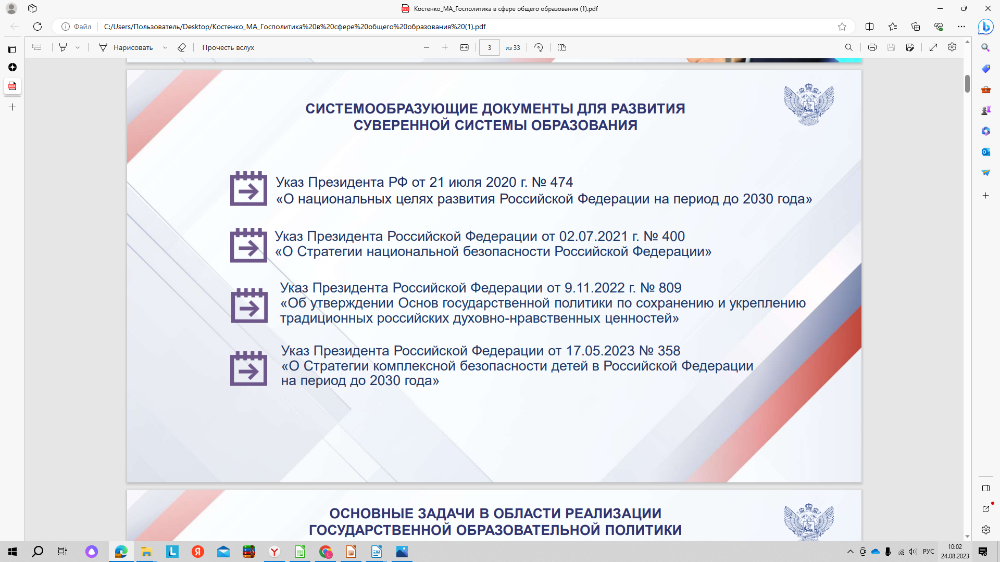 Костенко_МА_Госполитика в сфере общего образования (1).pdf
Файл
C:/Users/Пользователь/Desktop/Костенко_МА_Госполитика%20в%20сфере%20общего%20образования%20(1).pdf
Нарисовать
Прочесть вслух
3
из 33
СИСТЕМООБРАЗУЮЩИЕ ДОКУМЕНТЫ ДЛЯ РАЗВИТИЯ
СУВЕРЕННОЙ СИСТЕМЫ ОБРАЗОВАНИЯ
Указ Президента РФ от 21 июля 2020 г. № 474
«О национальных целях развития Российской Федерации на период до 2030 года»
Указ Президента Российской Федерации от 02.07.2021 г. № 400
«О Стратегии национальной безопасности Российской Федерации»
Указ Президента Российской Федерации от 9.11.2022 г. № 809
«Об утверждении Основ государственной политики по сохранению и укреплению
традиционных российских духовно-нравственных ценностей»
Указ Президента Российской Федерации от 17.05.2023 № 358
«О Стратегии комплексной безопасности детей в Российской Федерации
на период до 2030 года»
ОСНОВНЫЕ ЗАДАЧИ В ОБЛАСТИ РЕАЛИЗАЦИИ
ГОСУДАРСТВЕННОЙ ОБРАЗОВАТЕЛЬНОЙ ПОЛИТИКИ
РУС
10:02
24.08.2023